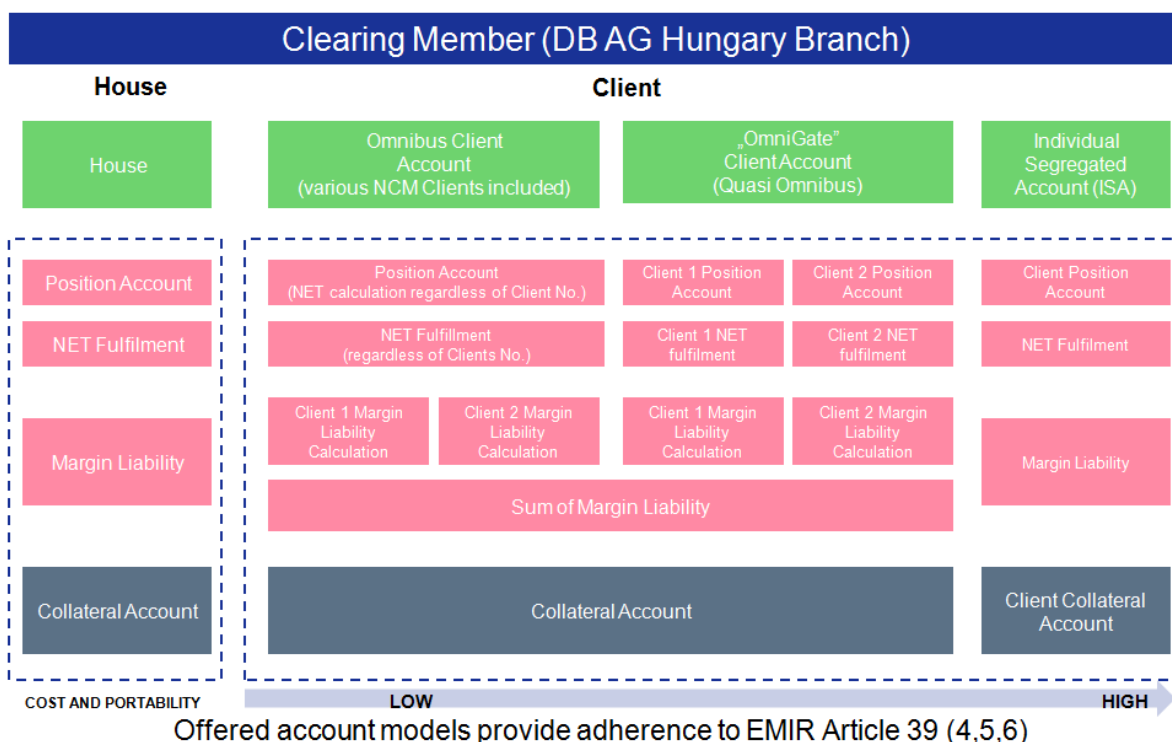 Clearing Member (DB AG Hungary Branch)
House
Client
House
Omnibus Client
Account
(various NCM Clients included)
„OmniGate”
Client Account
(Quasi Omnibus)
Individual
Segregated
Account (ISA)
Position Account
Position Account
(NET calculation regardless of Client No.)
Client 1 Position
Account
Client 2 Position
Account
Client Position
Account
NET Fulfilment
NET Fulfillment
(regardless of Clients No.)
Client 1 NET
fulfilment
Client 2 NET
fulfilment
NET Fulfilment
Margin Liability
Client 1 Margin
Liability
Calculation
Client 2 Margin
Liability
Calculation
Client 1 Margin
Liability
Calculation
Client 2 Margin
Liability
Calculation
Margin Liability
Sum of Margin Liability
Collateral Account
Collateral Account
Client Collateral
Account
COST AND PORTABILITY
LOW
HIGH
Offered account models provide adherence to EMIR Article 39 (4,5,6)